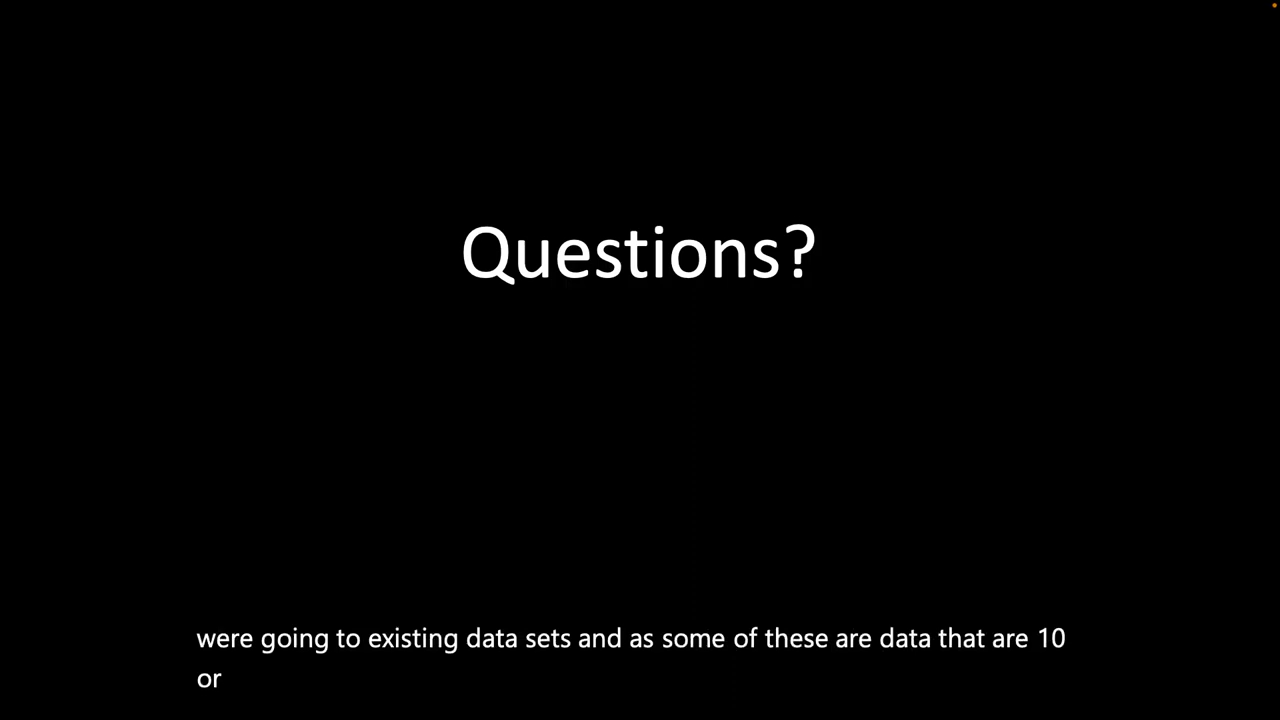 Questions?
were going to existing data sets and as some of these are data that are 10
or